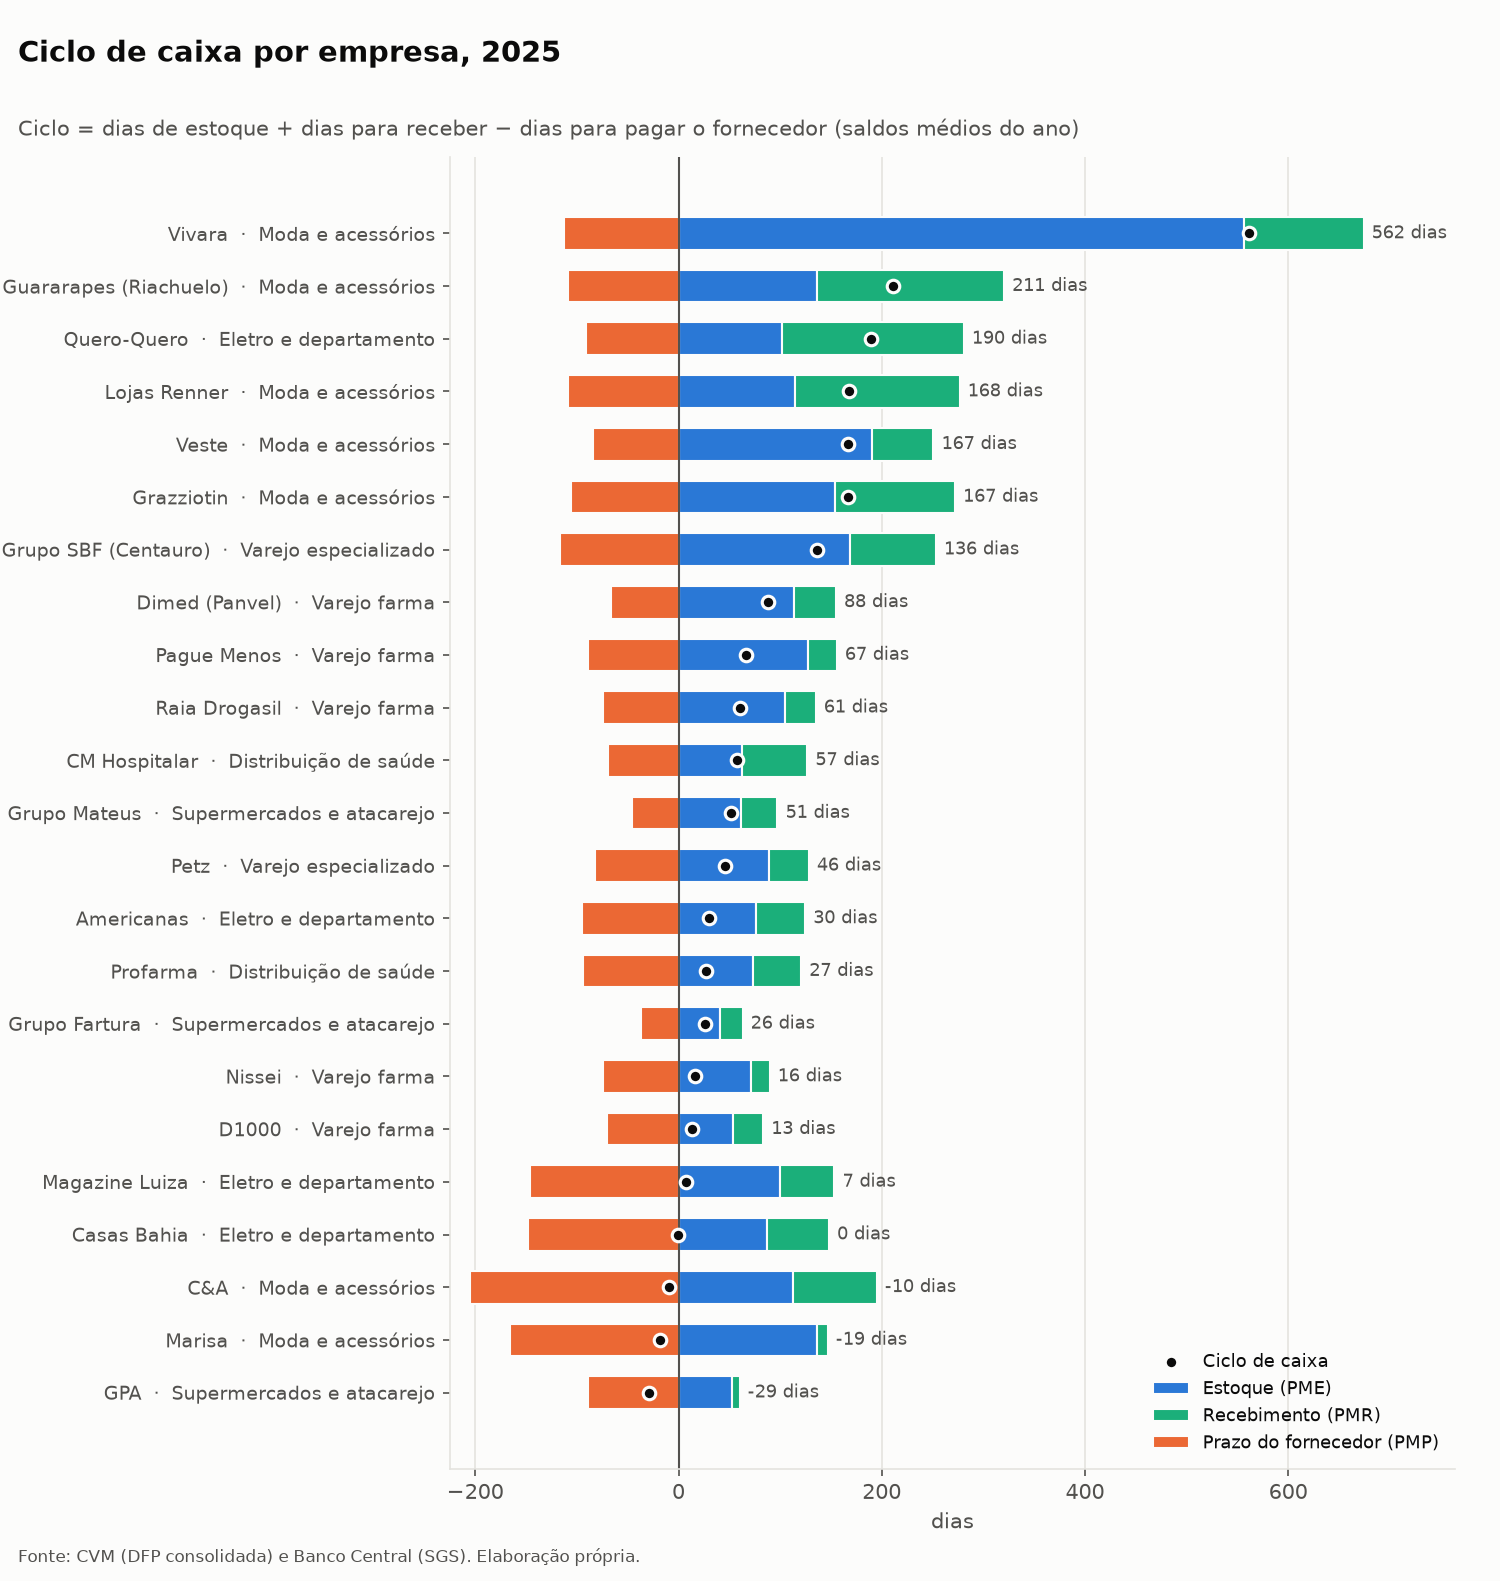 Ciclo de caixa por empresa, 2025
Ciclo = dias de estoque + dias para receber − dias para pagar o fornecedor (saldos médios do ano)
Vivara · Moda e acessórios 562 dias
Guararapes (Riachuelo) · Moda e acessórios 211 dias
Quero-Quero · Eletro e departamento 190 dias
Lojas Renner · Moda e acessórios 168 dias
Veste · Moda e acessórios 167 dias
Grazziotin · Moda e acessórios 167 dias
Grupo SBF (Centauro) · Varejo especializado 136 dias
Dimed (Panvel) · Varejo farma 88 dias
Pague Menos · Varejo farma 67 dias
Raia Drogasil · Varejo farma 61 dias
CM Hospitalar · Distribuição de saúde 57 dias
Grupo Mateus · Supermercados e atacarejo 51 dias
Petz · Varejo especializado 46 dias
Americanas · Eletro e departamento 30 dias
Profarma · Distribuição de saúde 27 dias
Grupo Fartura · Supermercados e atacarejo 26 dias
Nissei · Varejo farma 16 dias
D1000 · Varejo farma 13 dias
Magazine Luiza · Eletro e departamento 7 dias
Casas Bahia · Eletro e departamento 0 dias
C&A · Moda e acessórios -10 dias
Marisa · Moda e acessórios -19 dias
GPA · Supermercados e atacarejo -29 dias
Ciclo de caixa
Estoque (PME)
Recebimento (PMR)
Prazo do fornecedor (PMP)
−200 0 200 400 600
dias
Fonte: CVM (DFP consolidada) e Banco Central (SGS). Elaboração própria.